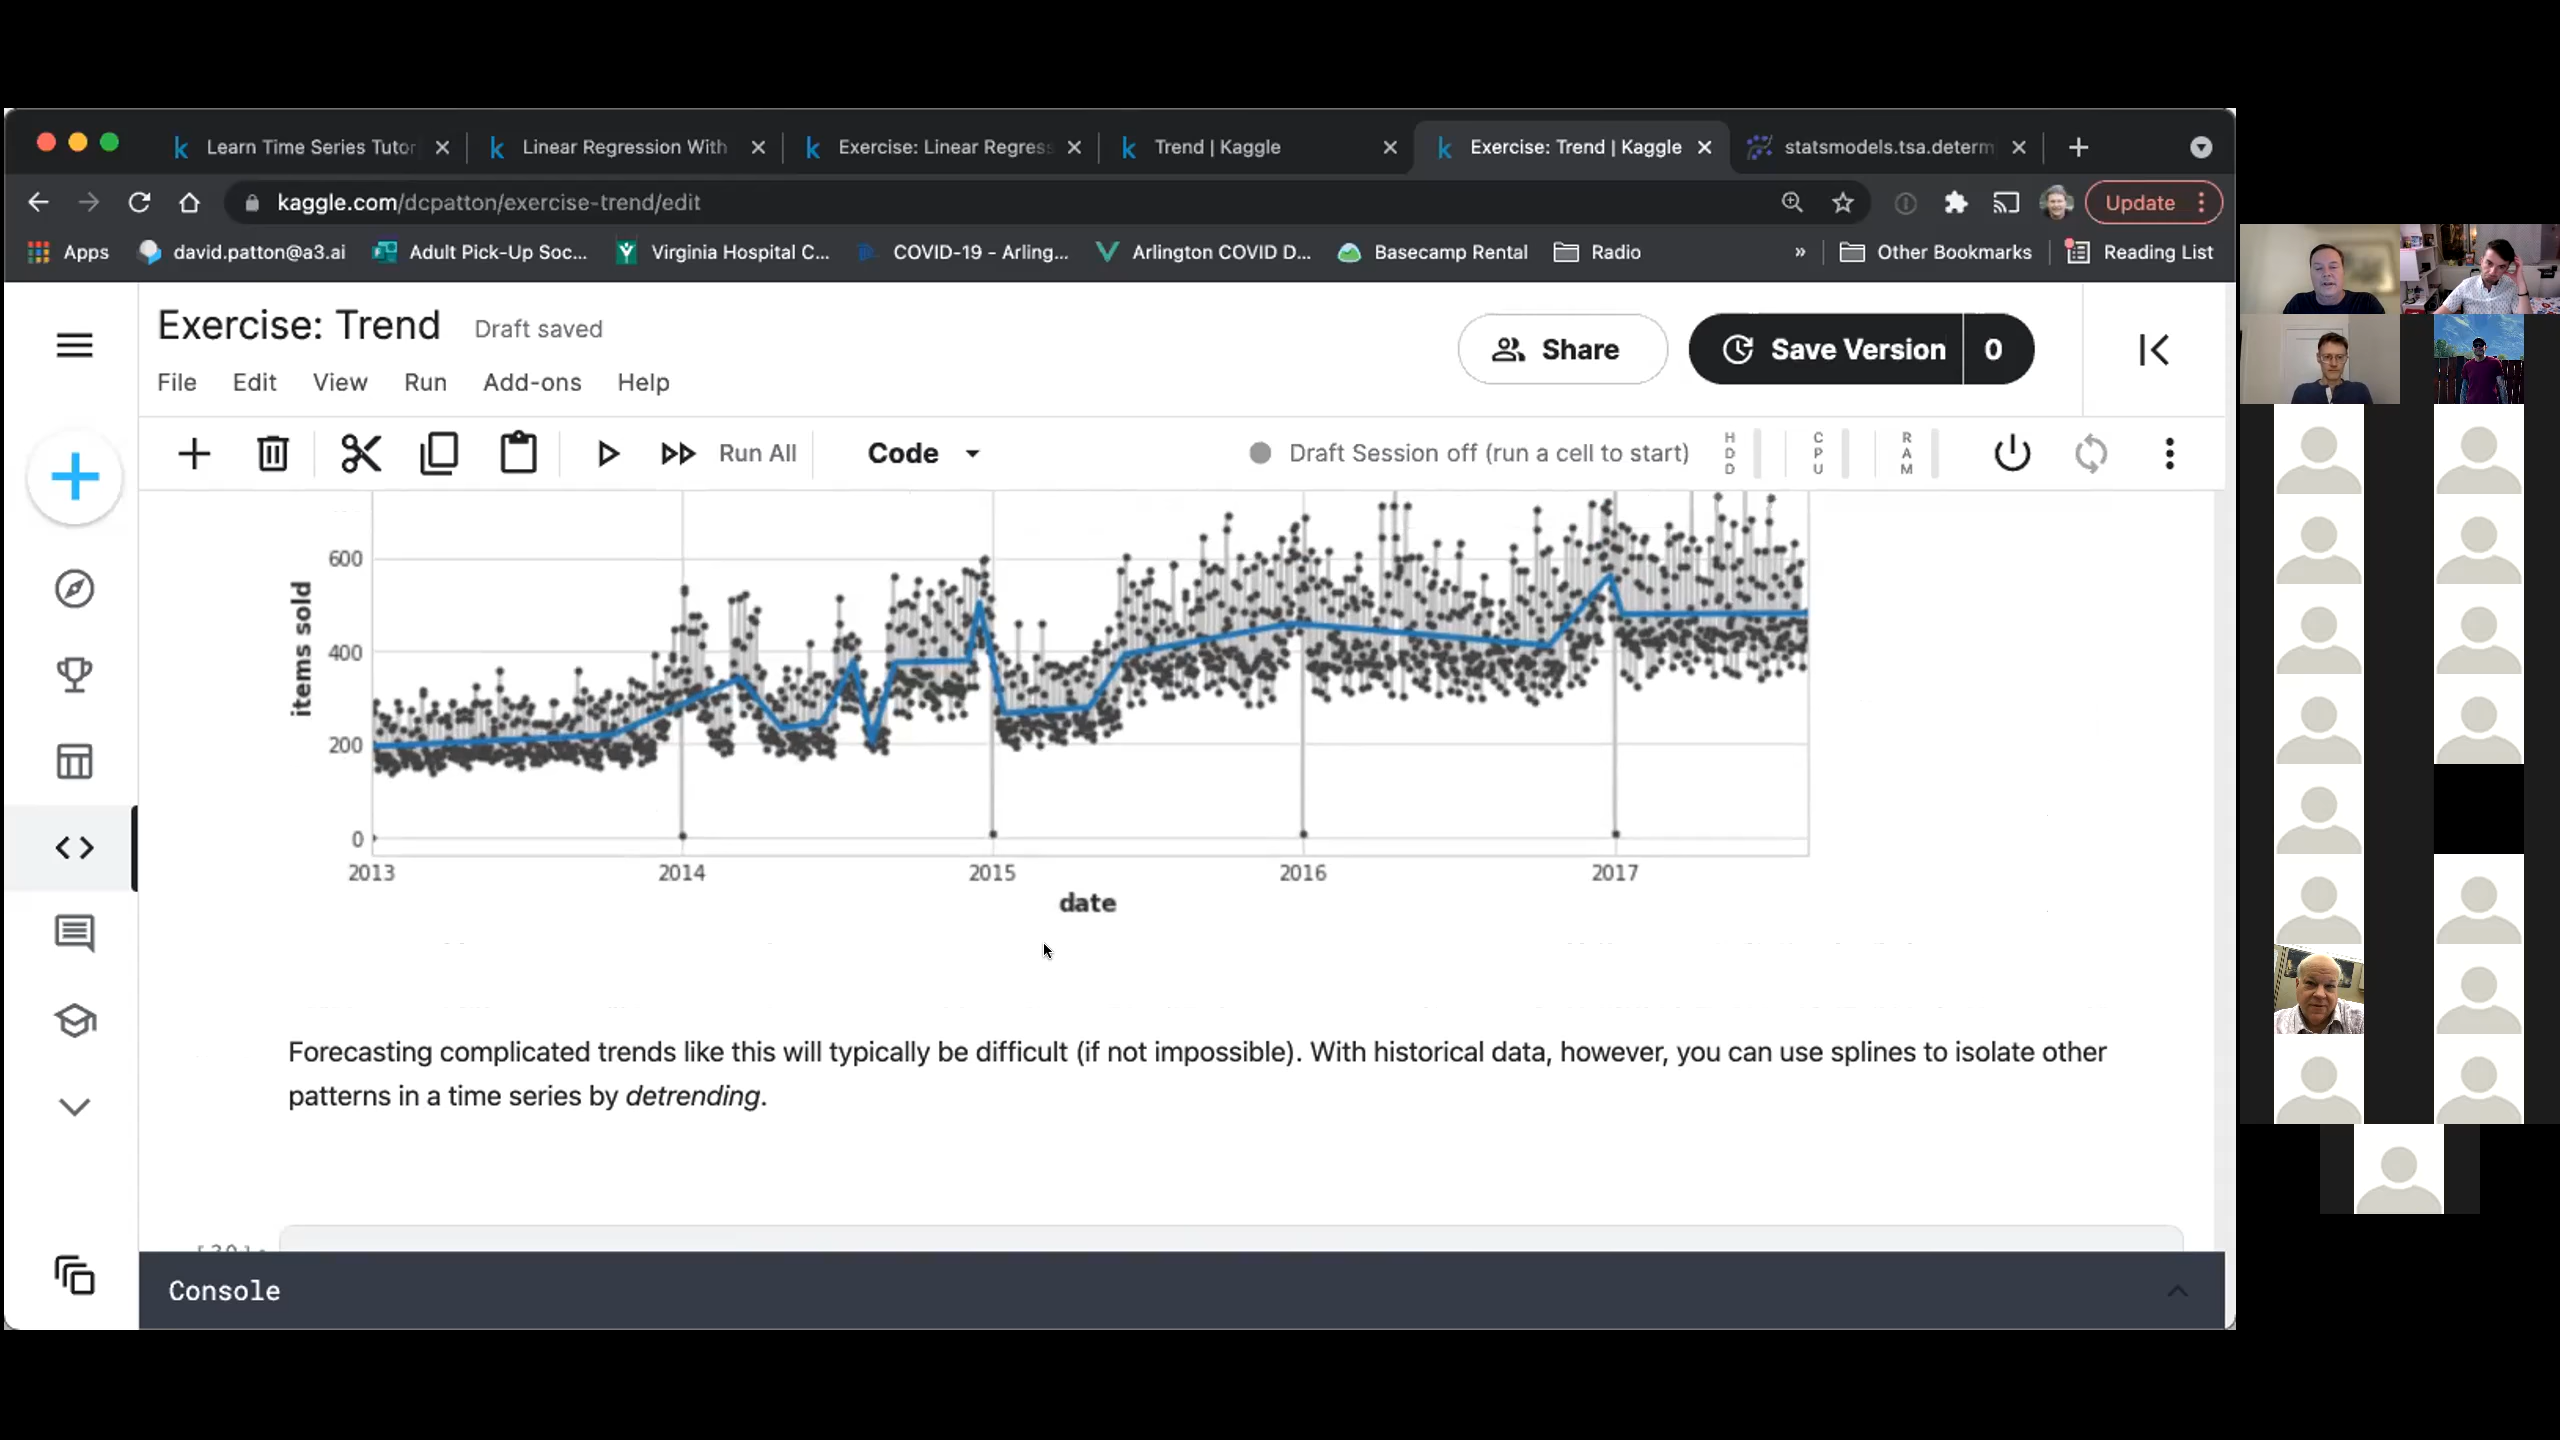 Learn Time Series Tutor
Linear Regression With
Exercise: Linear Regress
Trend | Kaggle
Exercise: Trend | Kaggle
statsmodels.tsa.determ
kaggle.com/dcpatton/exercise-trend/edit
Update
Apps
david.patton@a3.ai
Adult Pick-Up Soc...
Virginia Hospital C...
COVID-19 - Arling...
Arlington COVID D...
Basecamp Rental
Radio
»
Other Bookmarks
Reading List
Exercise: Trend
Draft saved
Share
Save Version
0
File
Edit
View
Run
Add-ons
Help
Run All
Code
Draft Session off (run a cell to start)
HDD
CPU
RAM
600
400
200
0
items sold
2013
2014
2015
2016
2017
date
Forecasting complicated trends like this will typically be difficult (if not impossible). With historical data, however, you can use splines to isolate other
patterns in a time series by detrending.
Console